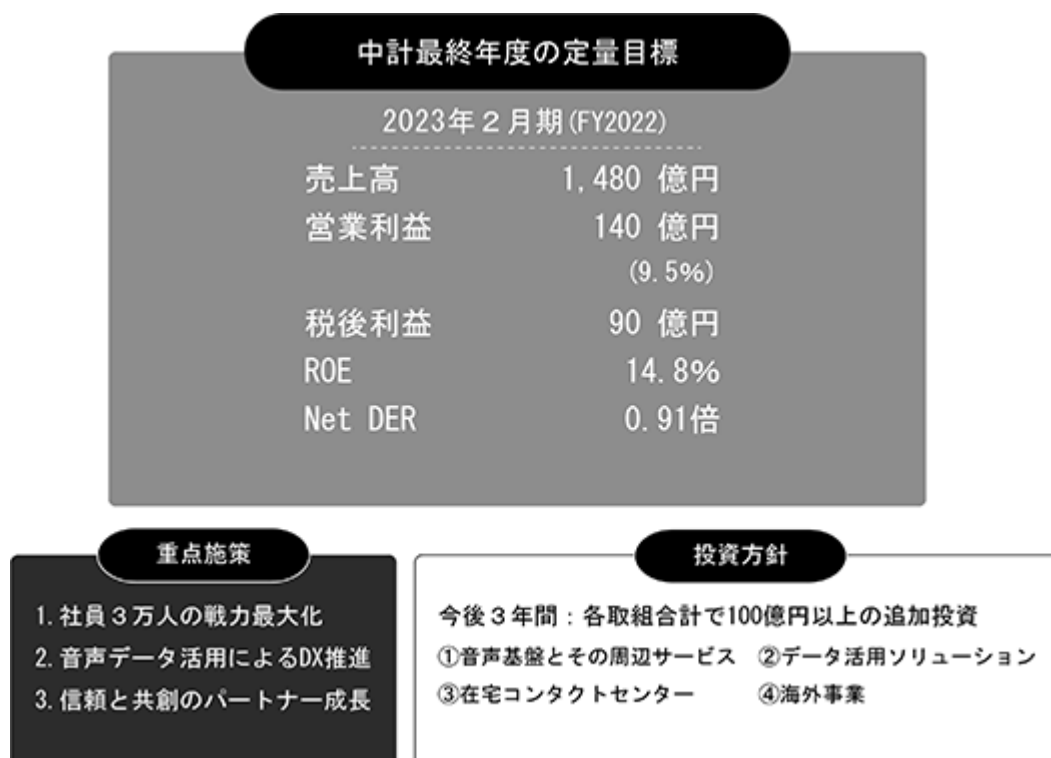 中計最終年度の定量目標
2023年２月期(FY2022)
売上高 1,480 億円
営業利益 140 億円
(9.5%)
税後利益 90 億円
ROE 14.8%
Net DER 0.91倍
重点施策
1.社員３万人の戦力最大化
2.音声データ活用によるDX推進
3.信頼と共創のパートナー成長
投資方針
今後３年間：各取組合計で100億円以上の追加投資
①音声基盤とその周辺サービス ②データ活用ソリューション
③在宅コンタクトセンター ④海外事業